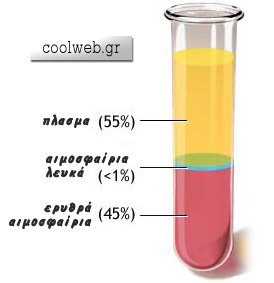 coolweb.gr
πλασμα (55%)
αιμοσφαίρια
λευκά (<1%)
ερυθρά (45%)
αιμοσφαίρια